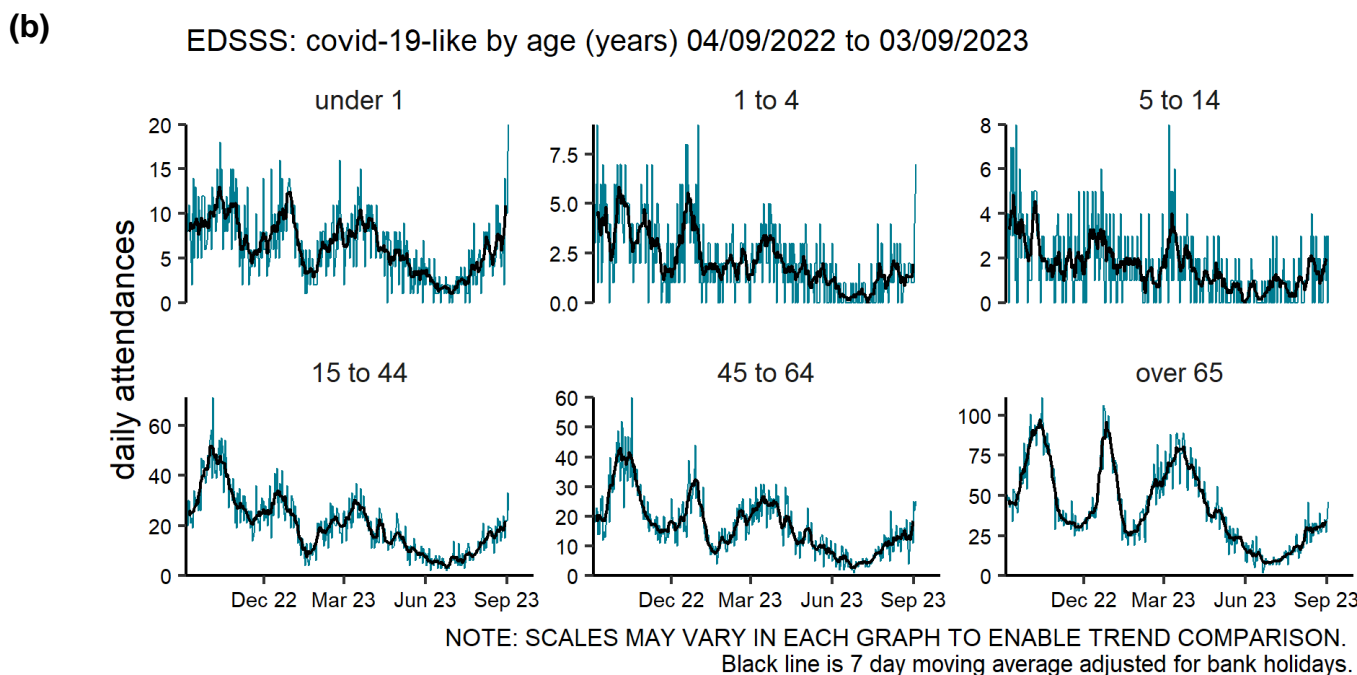 (b)
EDSSS: covid-19-like by age (years) 04/09/2022 to 03/09/2023
daily attendances
under 1
20
15
10
5
0
1 to 4
7.5
5.0
2.5
0.0
5 to 14
8
6
4
2
0
15 to 44
60
40
20
0
Dec 22 Mar 23 Jun 23 Sep 23
45 to 64
60
50
40
30
20
10
0
Dec 22 Mar 23 Jun 23 Sep 23
over 65
100
75
50
25
0
Dec 22 Mar 23 Jun 23 Sep 23
NOTE: SCALES MAY VARY IN EACH GRAPH TO ENABLE TREND COMPARISON.
Black line is 7 day moving average adjusted for bank holidays.